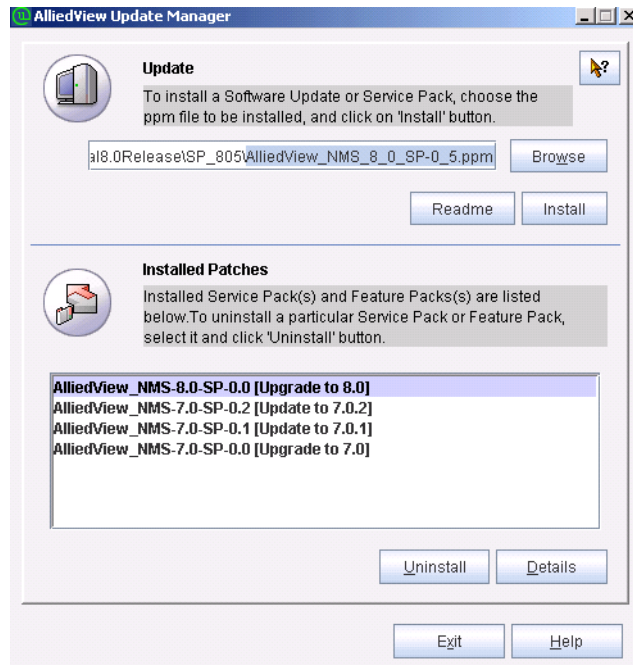 AlliedView Update Manager
Update
To install a Software Update or Service Pack, choose the
ppm file to be installed, and click on 'Install' button.
al8.0Release\SP_805\AlliedView_NMS_8_0_SP-0_5.ppm
Browse
Readme
Install
Installed Patches
Installed Service Pack(s) and Feature Packs(s) are listed
below.To uninstall a particular Service Pack or Feature Pack,
select it and click 'Uninstall' button.
AlliedView_NMS-8.0-SP-0.0 [Upgrade to 8.0]
AlliedView_NMS-7.0-SP-0.2 [Update to 7.0.2]
AlliedView_NMS-7.0-SP-0.1 [Update to 7.0.1]
AlliedView_NMS-7.0-SP-0.0 [Upgrade to 7.0]
Uninstall
Details
Exit
Help